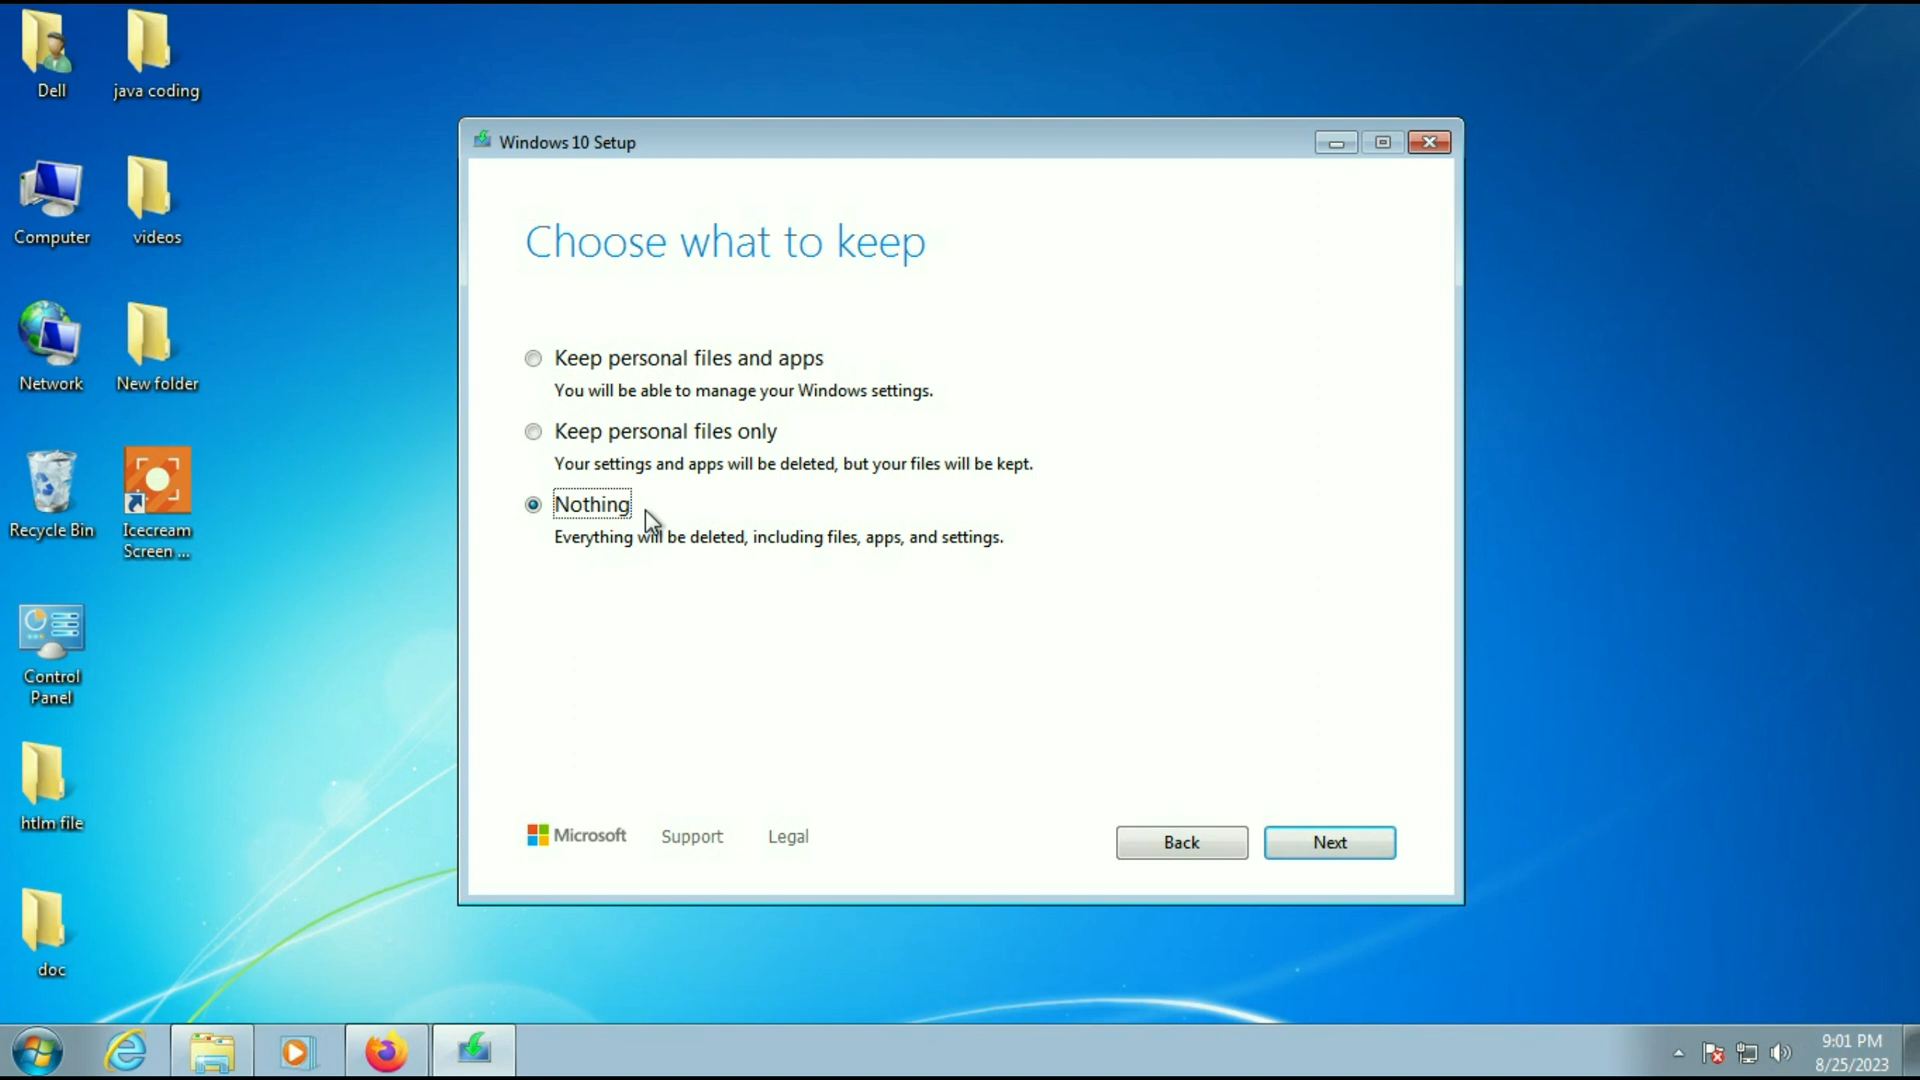 Dell
java coding
Computer
videos
Network
New folder
Recycle Bin
Icecream
Screen ...
Control
Panel
htlm file
doc
Windows 10 Setup
Choose what to keep
Keep personal files and apps
You will be able to manage your Windows settings.
Keep personal files only
Your settings and apps will be deleted, but your files will be kept.
Nothing
Everything will be deleted, including files, apps, and settings.
Microsoft
Support
Legal
Back
Next
9:01 PM
8/25/2023